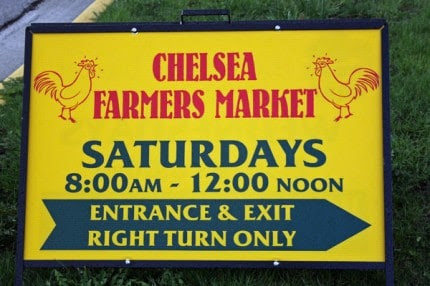 CHELSEA
FARMERS MARKET
SATURDAYS
8:00AM - 12:00 NOON
ENTRANCE & EXIT
RIGHT TURN ONLY